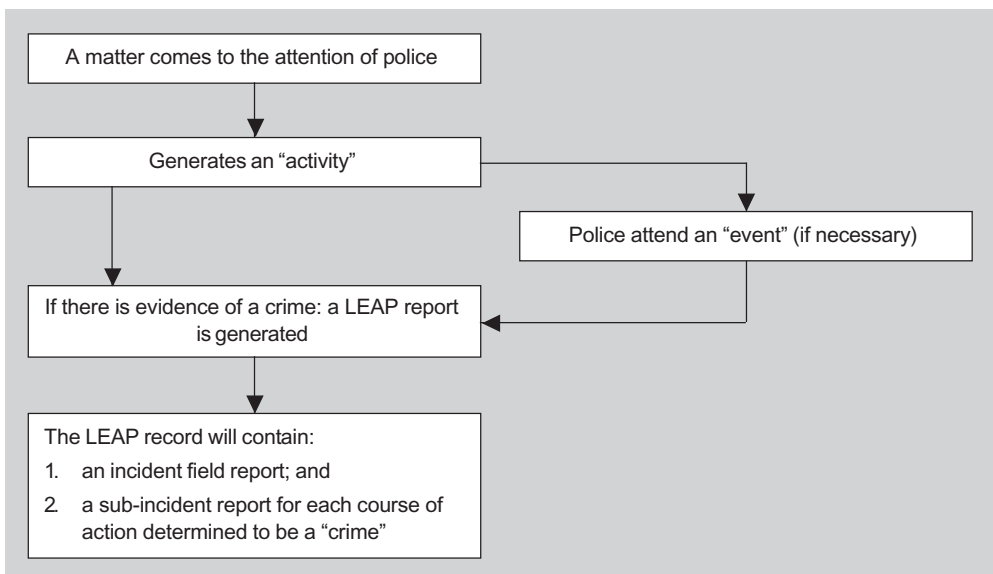 A matter comes to the attention of police
Generates an “activity”
Police attend an “event” (if necessary)
If there is evidence of a crime: a LEAP report
is generated
The LEAP record will contain:
1. an incident field report; and
2. a sub-incident report for each course of
action determined to be a “crime”